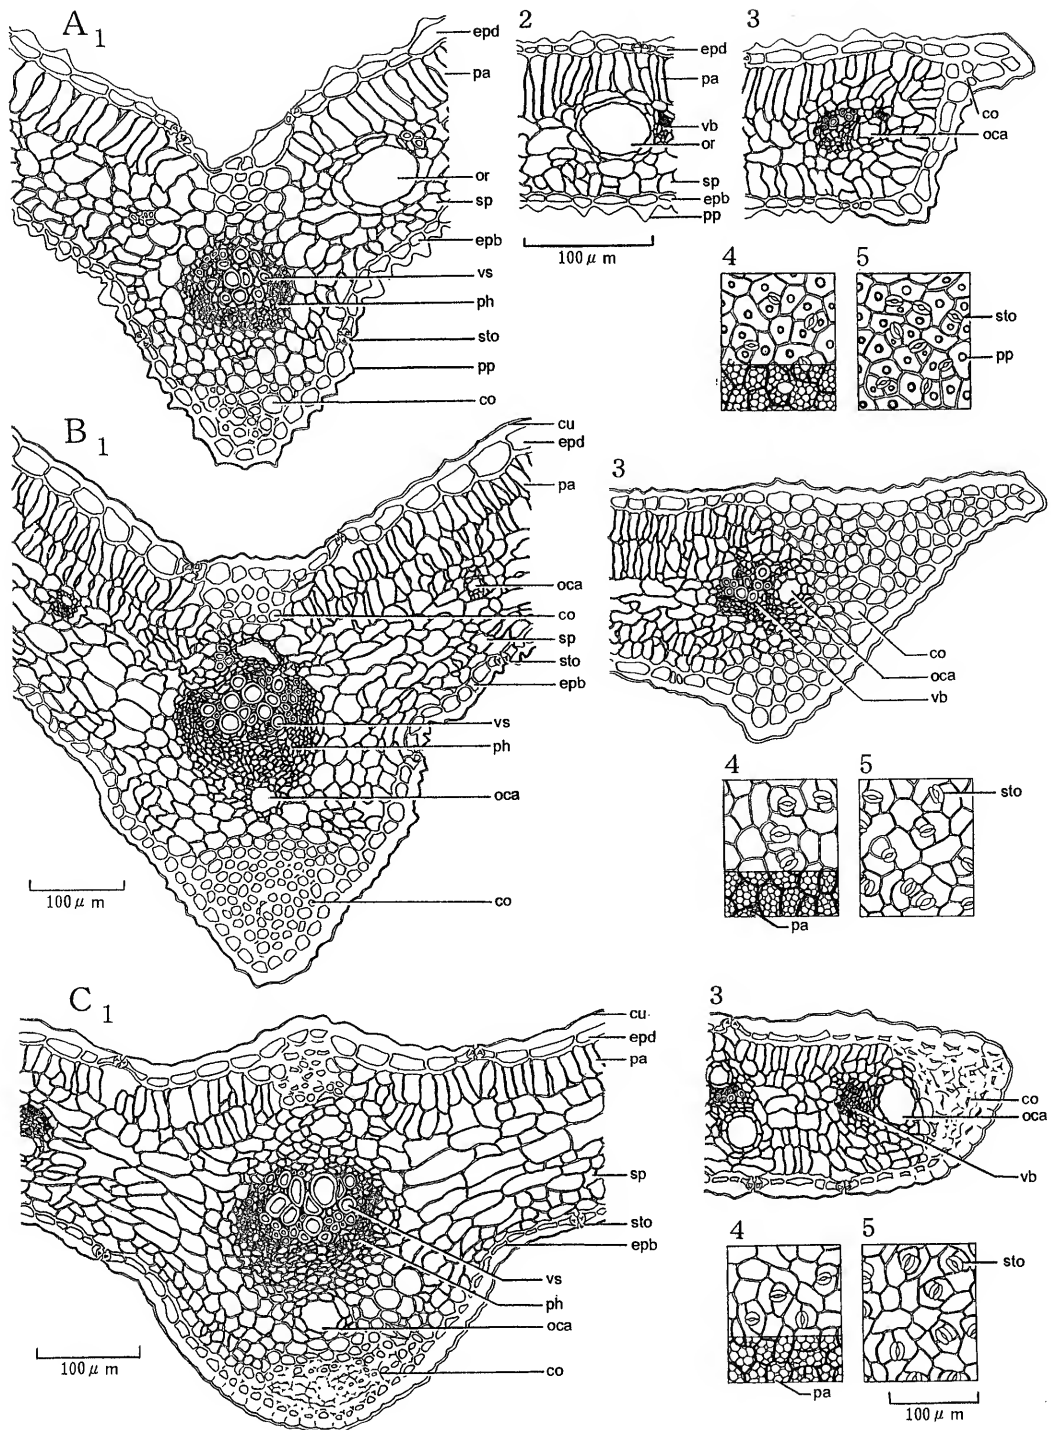 A 1
epd
pa
or
sp
epb
vs
ph
sto
pp
co
2
epd
pa
vb
or
sp
epb
pp
100 μ m
3
co
oca
4
5
sto
pp
B 1
cu
epd
pa
oca
co
sp
sto
epb
vs
ph
oca
co
100 μ m
3
co
oca
vb
4
pa
5
sto
C 1
cu
epd
pa
sp
sto
epb
vs
ph
oca
co
100 μ m
3
co
oca
vb
4
pa
5
sto
100 μ m